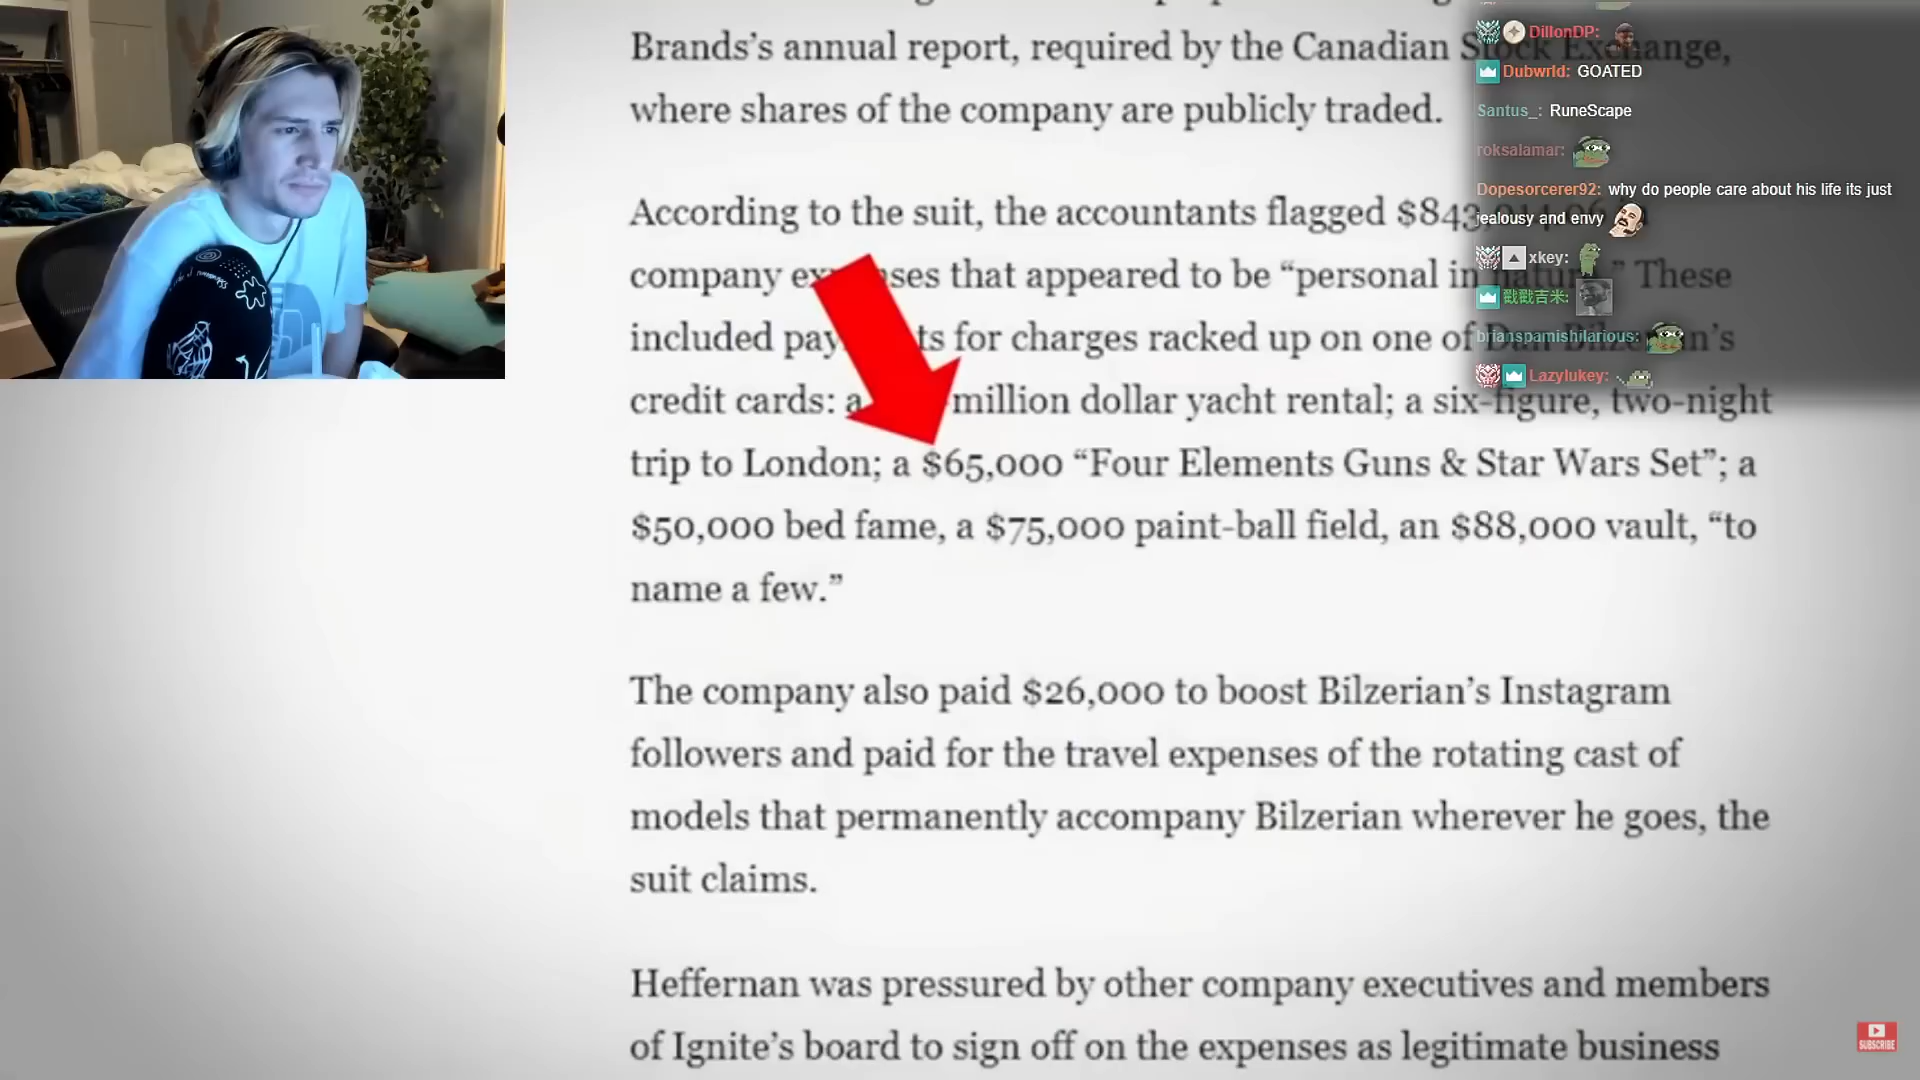 Brands’s annual report, required by the Canadian Exchange,
where shares of the company are publicly traded.
According to the suit, the accountants flagged
company that appeared to be “personal in These
included for charges racked up on one of
credit cards: a million dollar yacht rental; a six-figure, two-night
trip to London; a $65,000 “Four Elements Guns & Star Wars Set”; a
$50,000 bed fame, a $75,000 paint-ball field, an $88,000 vault, “to
name a few.”
The company also paid $26,000 to boost Bilzerian’s Instagram
followers and paid for the travel expenses of the rotating cast of
models that permanently accompany Bilzerian wherever he goes, the
suit claims.
Heffernan was pressured by other company executives and members
of Ignite’s board to sign off on the expenses as legitimate business
DillonDP:
Dubwrld: GOATED
Santus_: RuneScape
roksalamar:
Dopesorcerer92: why do people care about his life its just
jealousy and envy
xkey:
戳戳吉米:
brianspamishilarious:
Lazylukey:
SUBSCRIBE